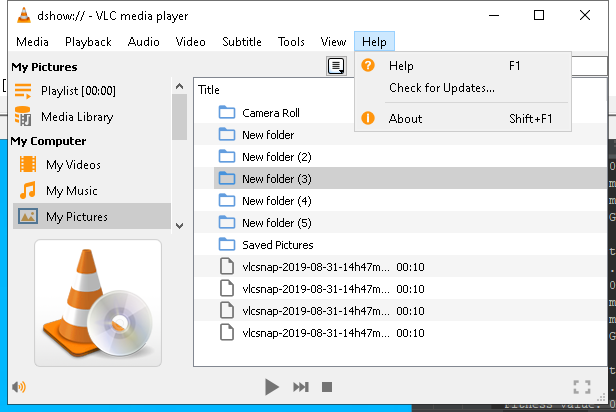 dshow:// - VLC media player
Media Playback Audio Video Subtitle Tools View Help
My Pictures
Playlist [00:00]
Media Library
My Computer
My Videos
My Music
My Pictures
Help F1
Check for Updates...
About Shift+F1
Title
Camera Roll
New folder
New folder (2)
New folder (3)
New folder (4)
New folder (5)
Saved Pictures
vlcsnap-2019-08-31-14h47m... 00:10
vlcsnap-2019-08-31-14h47m... 00:10
vlcsnap-2019-08-31-14h47m... 00:10
vlcsnap-2019-08-31-14h47m... 00:10